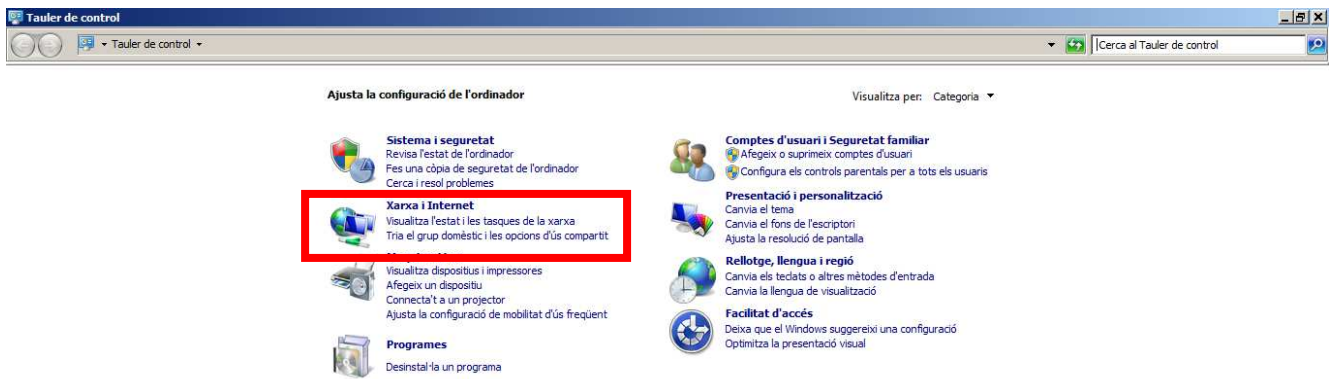 Tauler de control
Tauler de control
Cerca al Tauler de control
Ajusta la configuració de l'ordinador
Visualitza per: Categoria
Sistema i seguretat
Revisa l'estat de l'ordinador
Fes una còpia de seguretat de l'ordinador
Cerca i resol problemes
Xarxa i Internet
Visualitza l'estat i les tasques de la xarxa
Tria el grup domèstic i les opcions d'ús compartit
Visualitza dispositius i impressores
Afegeix un dispositiu
Connecta't a un projector
Ajusta la configuració de mobilitat d'ús freqüent
Programes
Desinstal·la un programa
Comptes d'usuari i Seguretat familiar
Afegeix o suprimeix comptes d'usuari
Configura els controls parentals per a tots els usuaris
Presentació i personalització
Canvia el tema
Canvia el fons de l'escriptori
Ajusta la resolució de pantalla
Rellotge, llengua i regió
Canvia els teclats o altres mètodes d'entrada
Canvia la llengua de visualització
Facilitat d'accés
Deixa que el Windows suggereixi una configuració
Optimitza la presentació visual